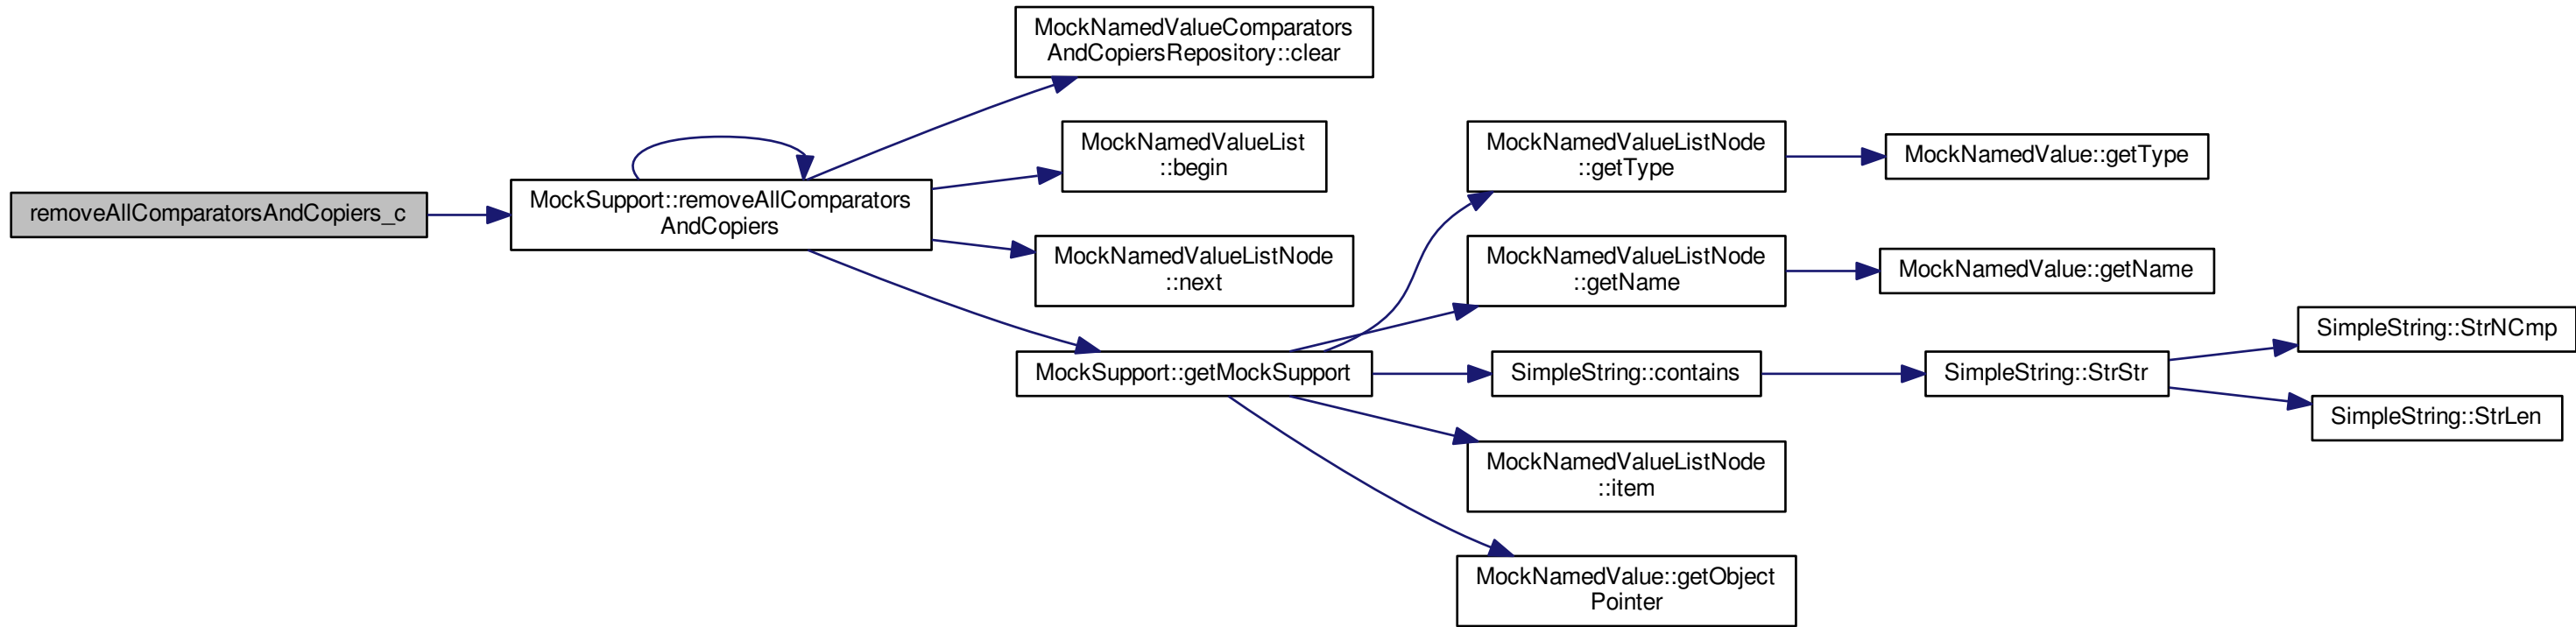 removeAllComparatorsAndCopiers_c
MockSupport::removeAllComparators
AndCopiers
MockNamedValueComparators
AndCopiersRepository::clear
MockNamedValueList
::begin
MockNamedValueListNode
::next
MockSupport::getMockSupport
MockNamedValueListNode
::getType
MockNamedValueListNode
::getName
SimpleString::contains
MockNamedValueListNode
::item
MockNamedValue::getObject
Pointer
MockNamedValue::getType
MockNamedValue::getName
SimpleString::StrStr
SimpleString::StrNCmp
SimpleString::StrLen